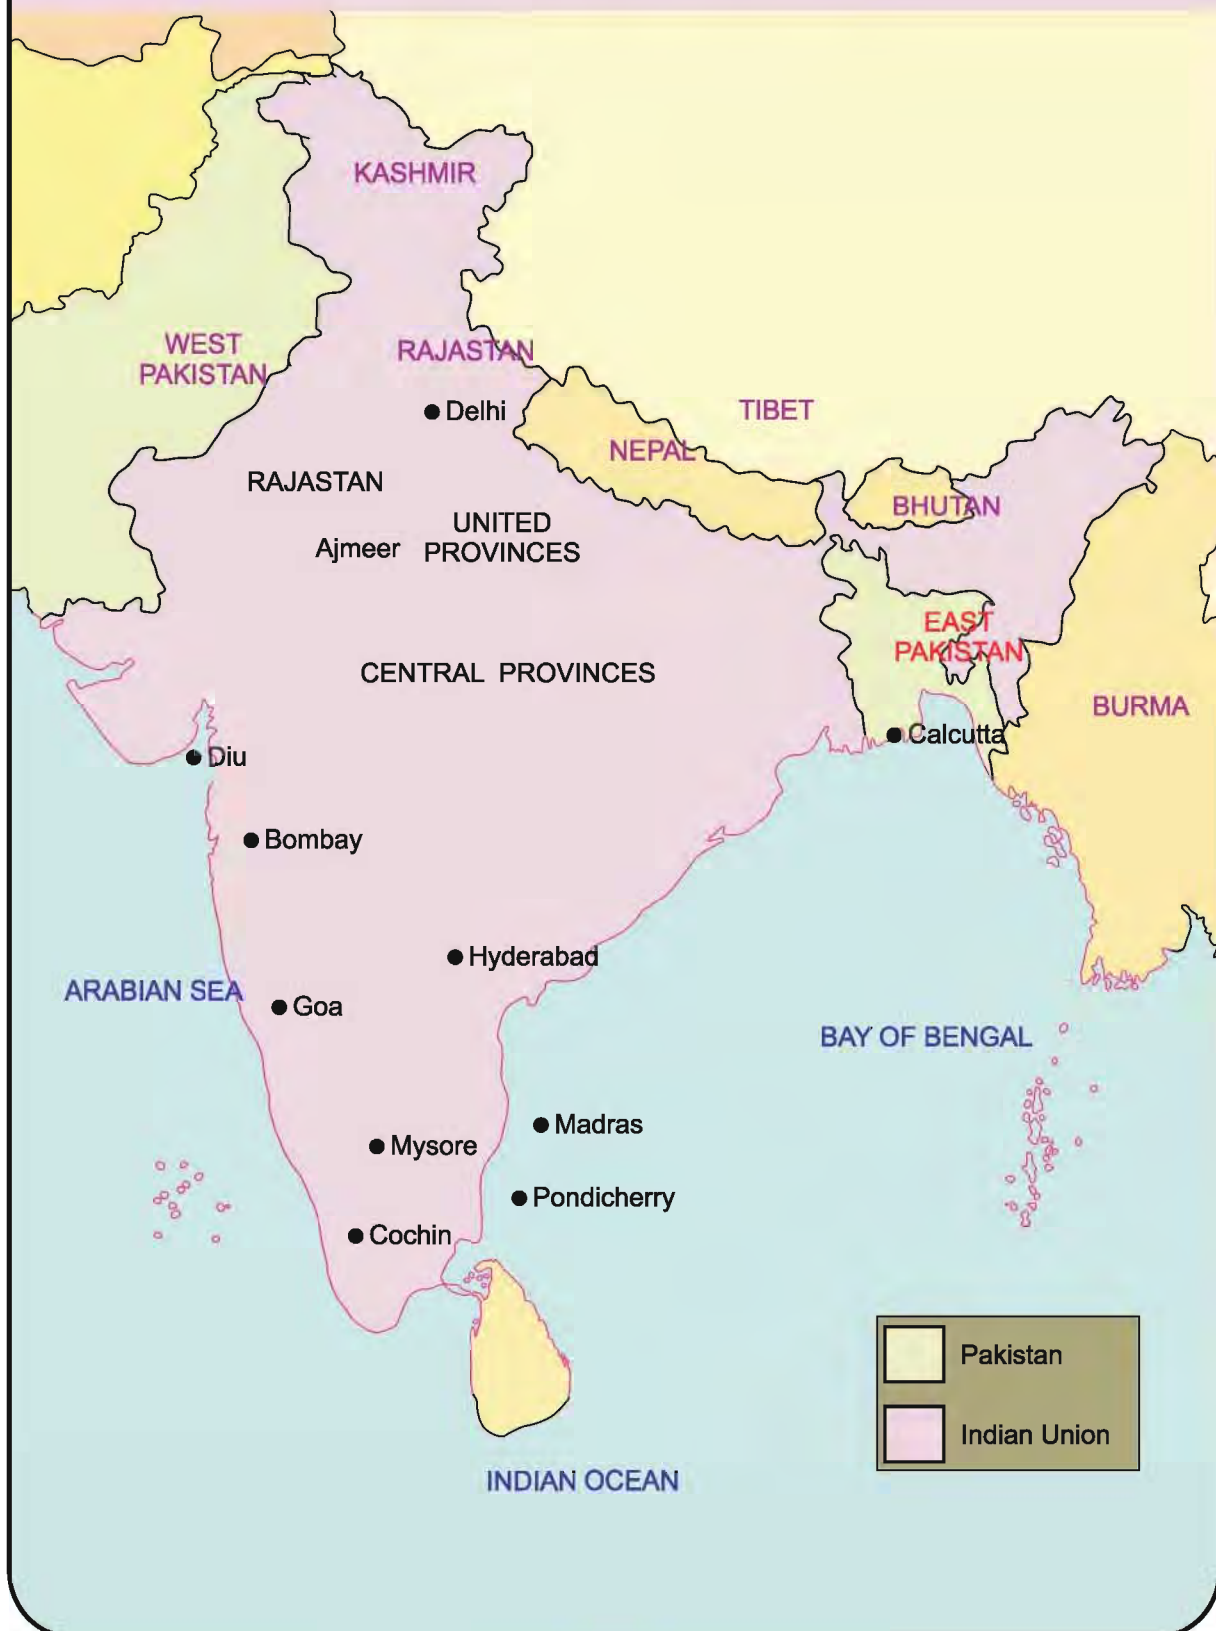 KASHMIR
WEST
PAKISTAN
RAJASTAN
Delhi
TIBET
NEPAL
RAJASTAN
BHUTAN
UNITED
PROVINCES
Ajmeer
EAST
PAKISTAN
CENTRAL PROVINCES
BURMA
Calcutta
Diu
Bombay
Hyderabad
ARABIAN SEA
Goa
BAY OF BENGAL
Madras
Mysore
Pondicherry
Cochin
Pakistan
Indian Union
INDIAN OCEAN